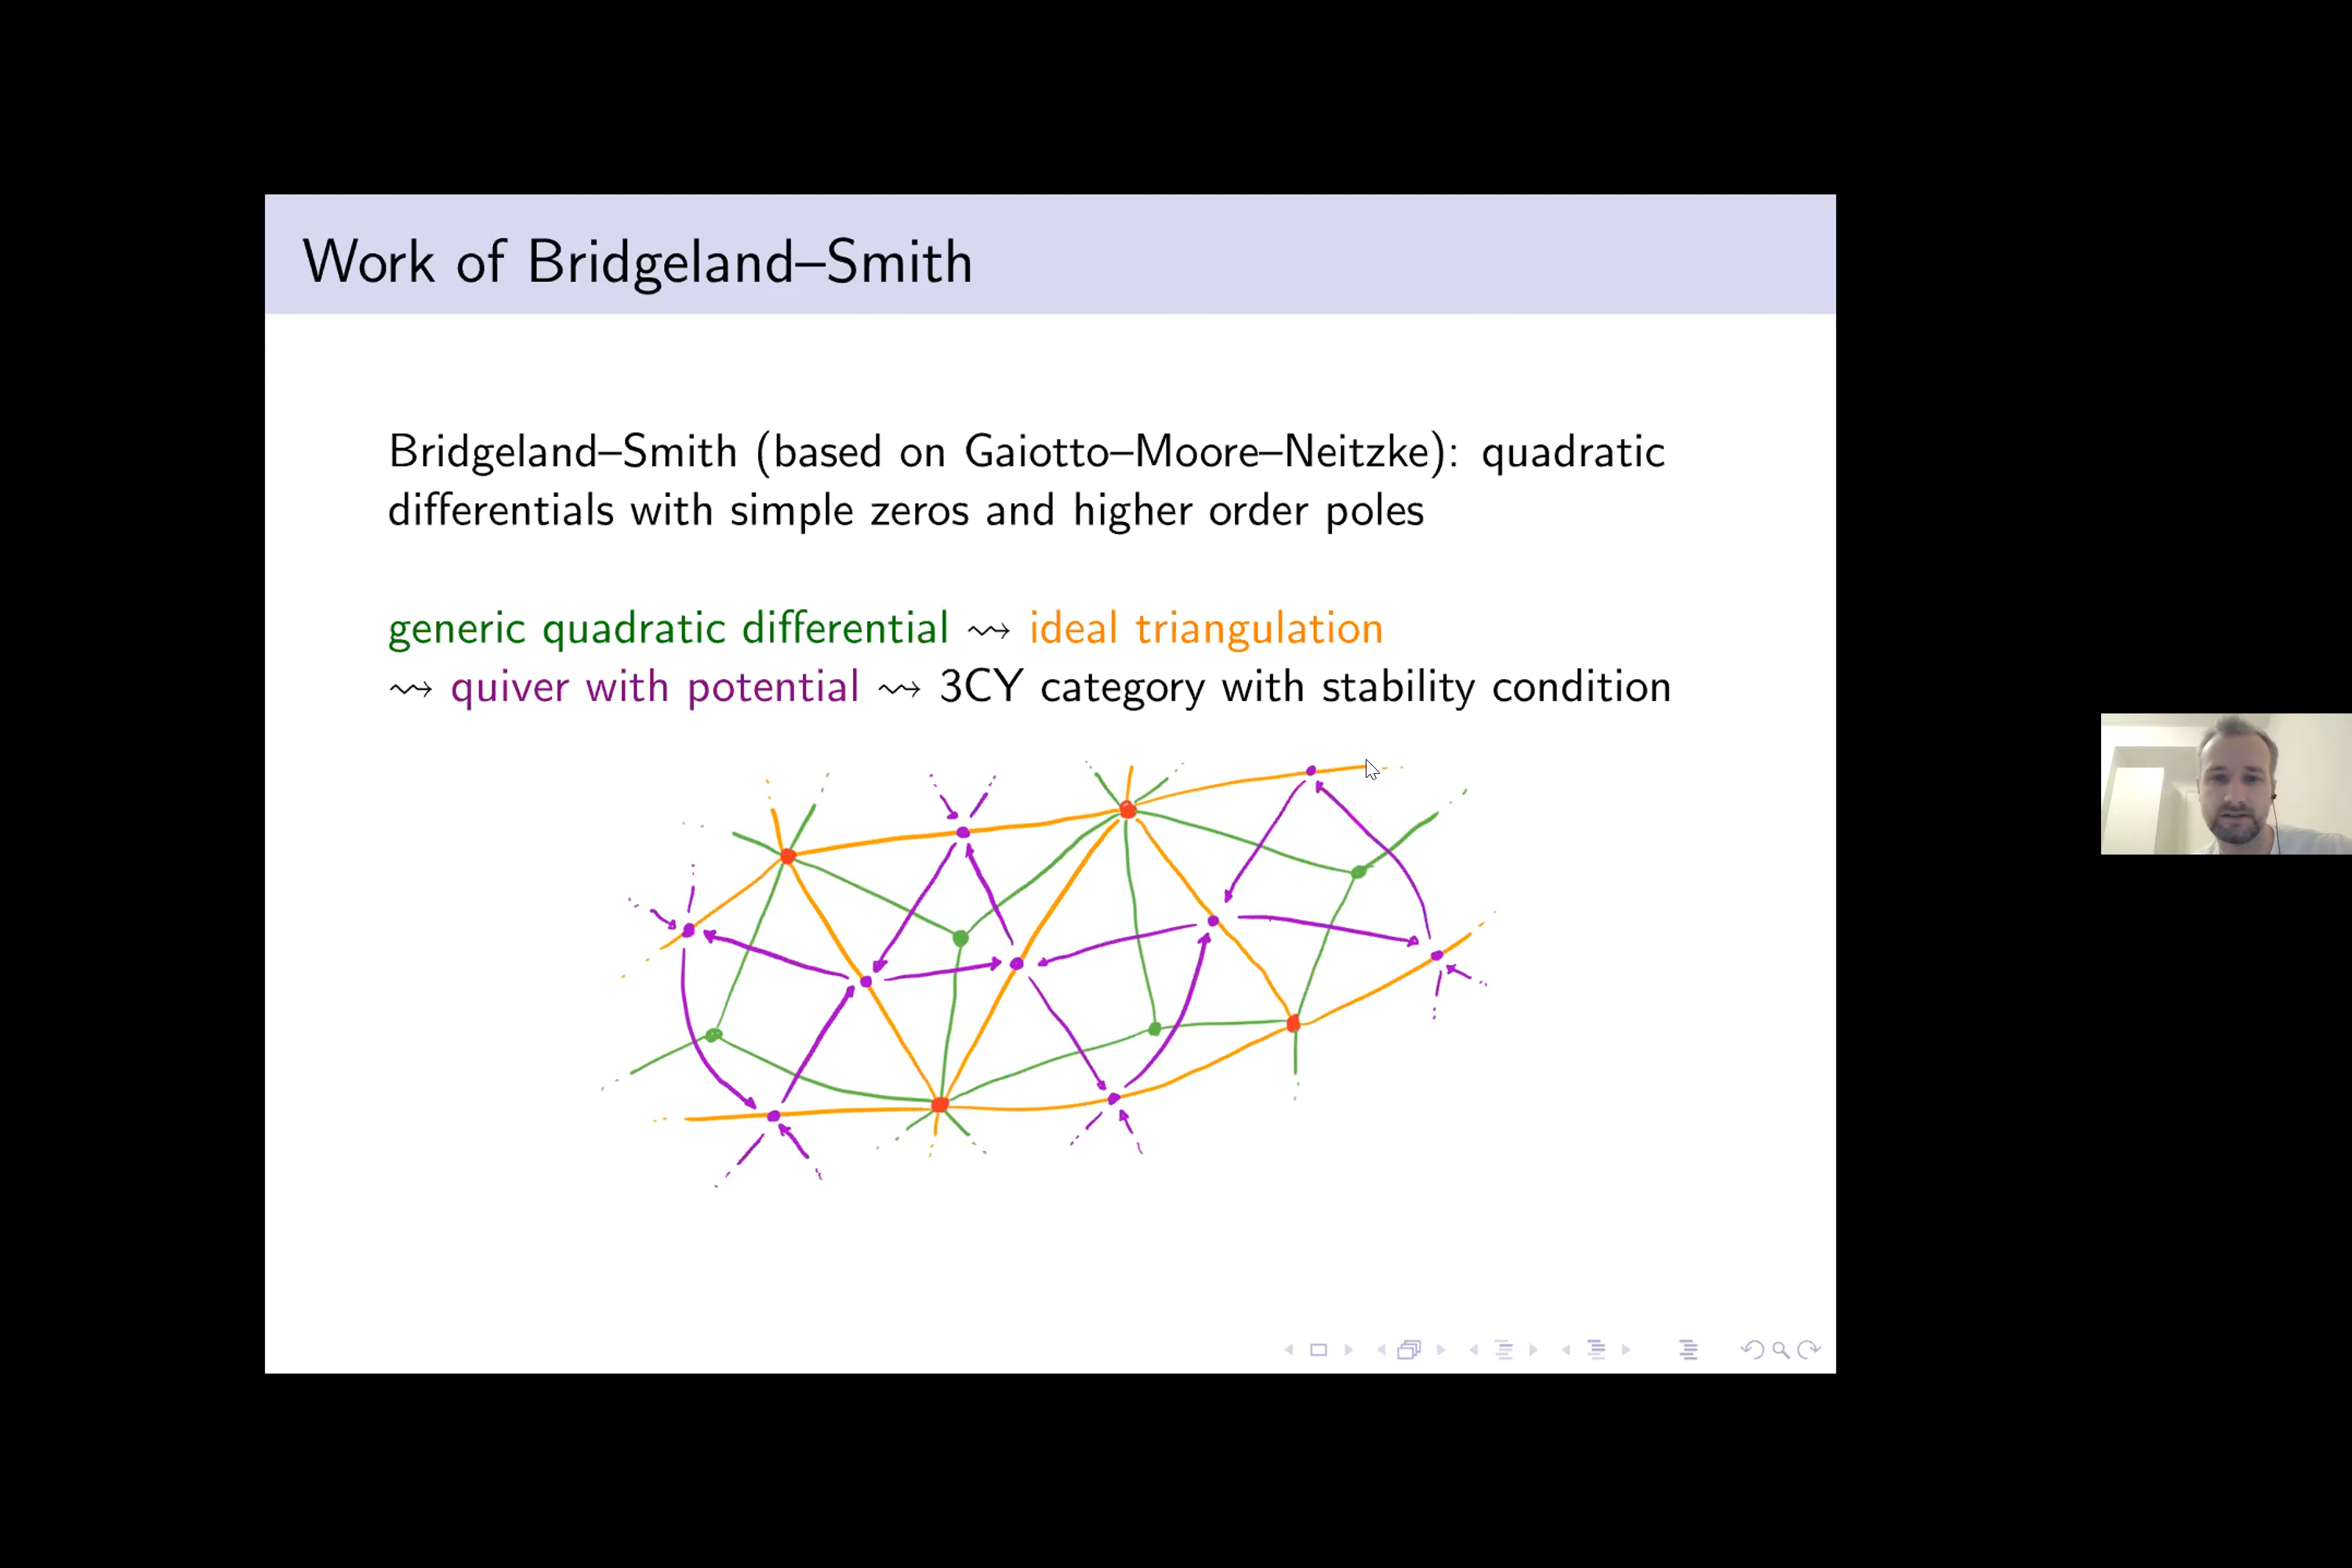 Work of Bridgeland–Smith
Bridgeland–Smith (based on Gaiotto–Moore–Neitzke): quadratic
differentials with simple zeros and higher order poles
generic quadratic differential ⇝ ideal triangulation
⇝ quiver with potential ⇝ 3CY category with stability condition